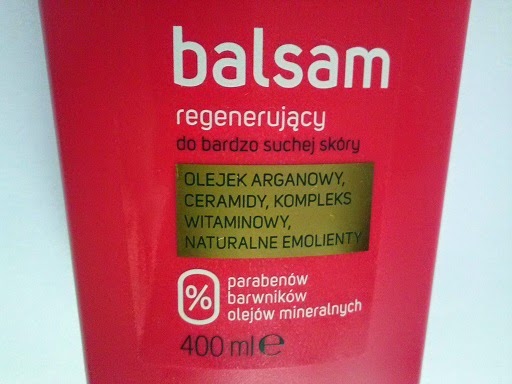 balsam
regenerujący
do bardzo suchej skóry
OLEJEK ARGANOWY,
CERAMIDY, KOMPLEKS
WITAMINOWY,
NATURALNE EMOLIENTY
0% parabenów
barwników
olejów mineralnych
400 ml e